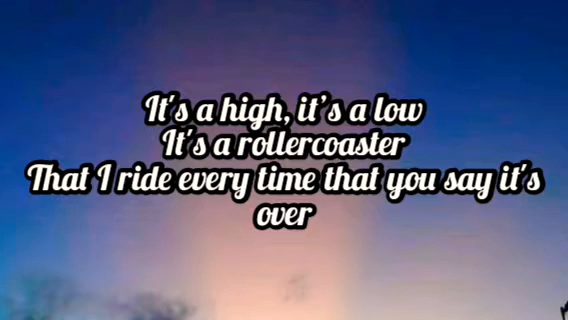 It's a high, it’s a low
It's a rollercoaster
That I ride every time that you say it's
over